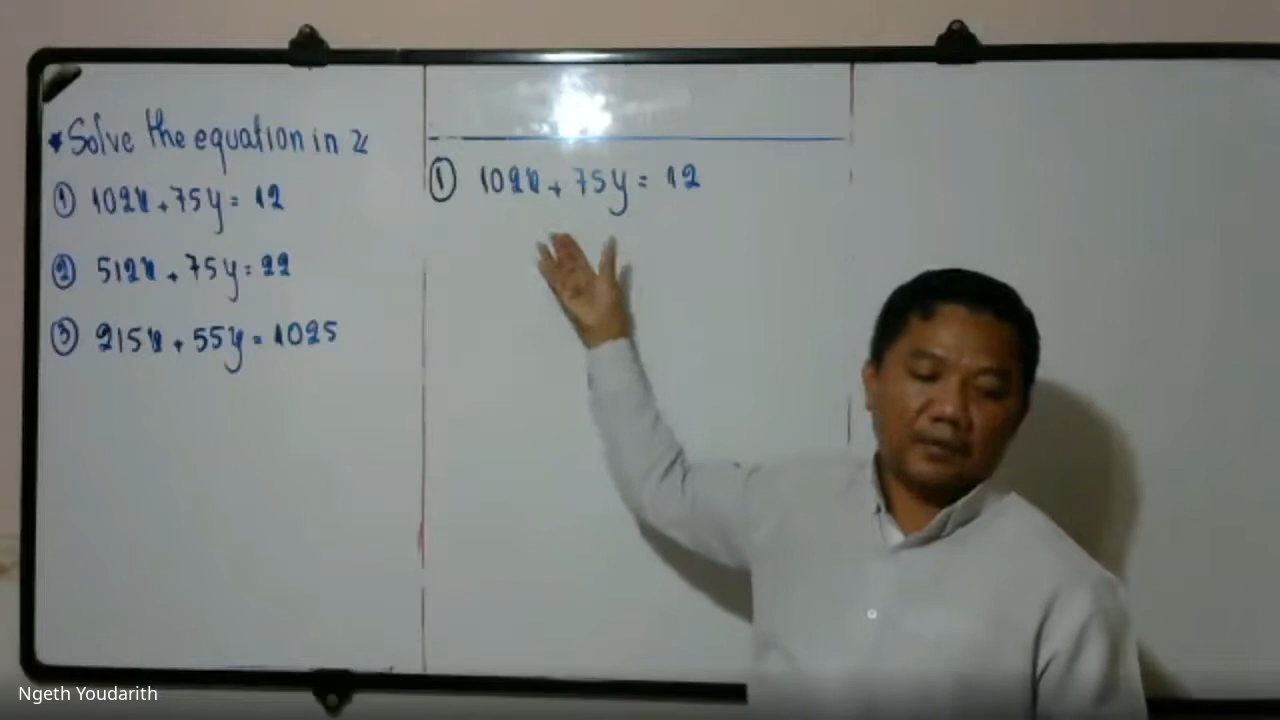 * Solve the equation in ℤ
① 102x + 75y = 12
② 512x + 75y = 22
③ 215x + 55y = 1025
① 102x + 75y = 12
Ngeth Youdarith